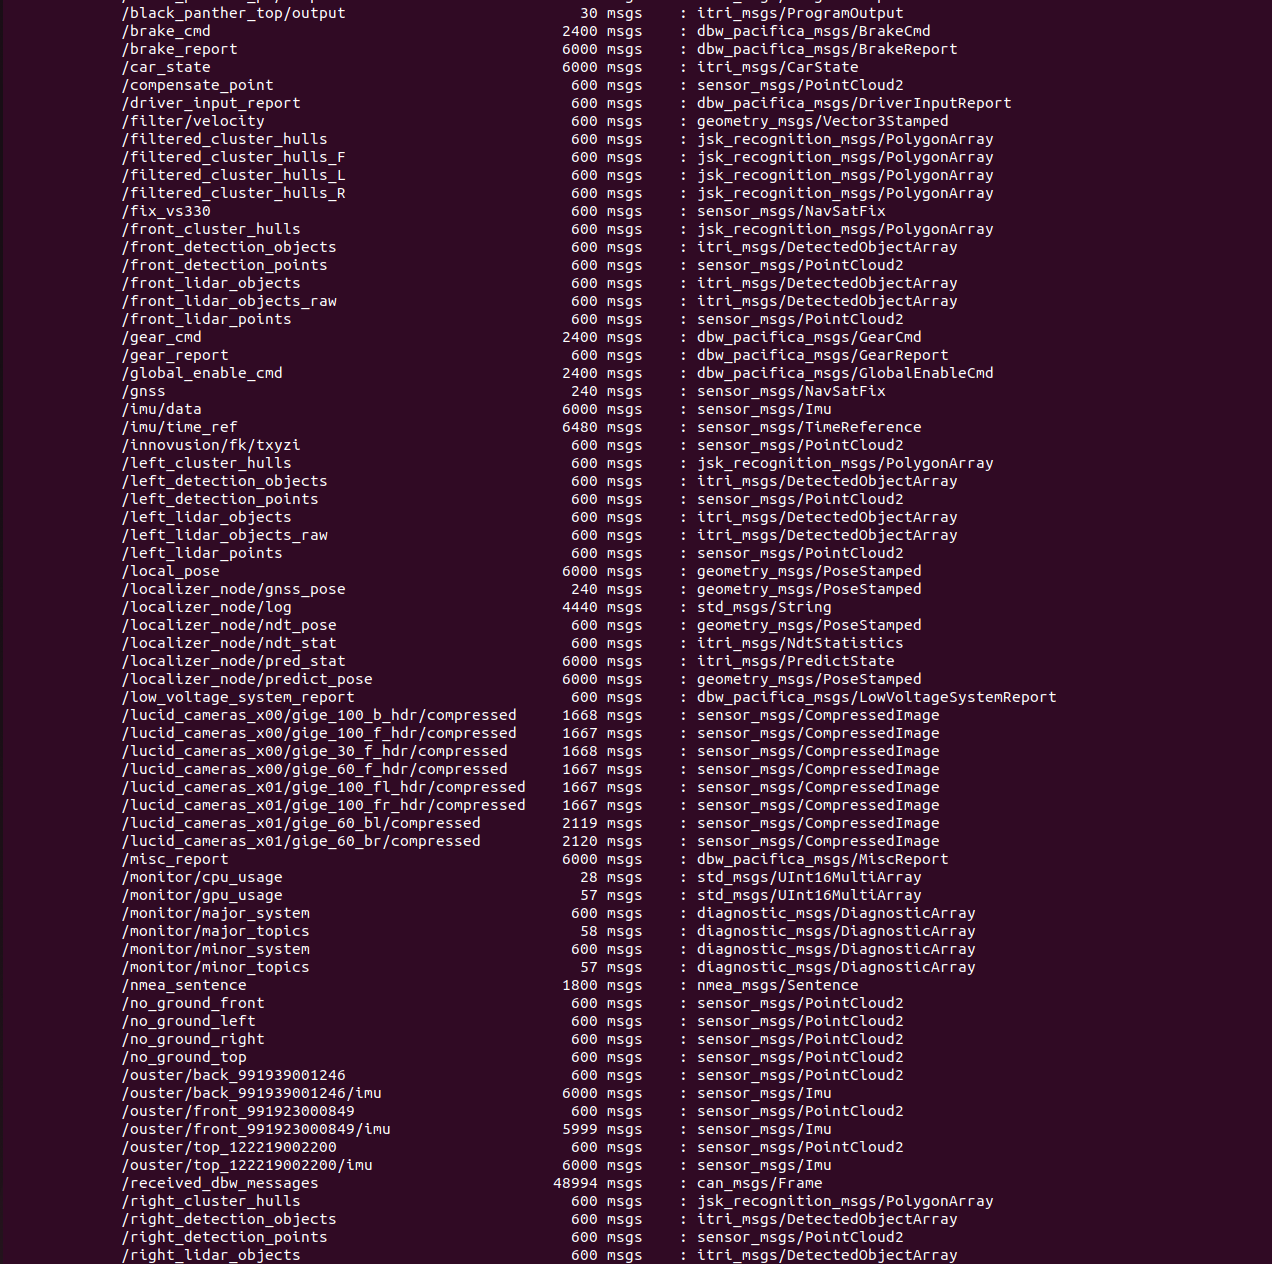 /black_panther_top/output 30 msgs : itri_msgs/ProgramOutput
/brake_cmd 2400 msgs : dbw_pacifica_msgs/BrakeCmd
/brake_report 6000 msgs : dbw_pacifica_msgs/BrakeReport
/car_state 6000 msgs : itri_msgs/CarState
/compensate_point 600 msgs : sensor_msgs/PointCloud2
/driver_input_report 600 msgs : dbw_pacifica_msgs/DriverInputReport
/filter/velocity 600 msgs : geometry_msgs/Vector3Stamped
/filtered_cluster_hulls 600 msgs : jsk_recognition_msgs/PolygonArray
/filtered_cluster_hulls_F 600 msgs : jsk_recognition_msgs/PolygonArray
/filtered_cluster_hulls_L 600 msgs : jsk_recognition_msgs/PolygonArray
/filtered_cluster_hulls_R 600 msgs : jsk_recognition_msgs/PolygonArray
/fix_vs330 600 msgs : sensor_msgs/NavSatFix
/front_cluster_hulls 600 msgs : jsk_recognition_msgs/PolygonArray
/front_detection_objects 600 msgs : itri_msgs/DetectedObjectArray
/front_detection_points 600 msgs : sensor_msgs/PointCloud2
/front_lidar_objects 600 msgs : itri_msgs/DetectedObjectArray
/front_lidar_objects_raw 600 msgs : itri_msgs/DetectedObjectArray
/front_lidar_points 600 msgs : sensor_msgs/PointCloud2
/gear_cmd 2400 msgs : dbw_pacifica_msgs/GearCmd
/gear_report 600 msgs : dbw_pacifica_msgs/GearReport
/global_enable_cmd 2400 msgs : dbw_pacifica_msgs/GlobalEnableCmd
/gnss 240 msgs : sensor_msgs/NavSatFix
/imu/data 6000 msgs : sensor_msgs/Imu
/imu/time_ref 6480 msgs : sensor_msgs/TimeReference
/innovusion/fk/txyzi 600 msgs : sensor_msgs/PointCloud2
/left_cluster_hulls 600 msgs : jsk_recognition_msgs/PolygonArray
/left_detection_objects 600 msgs : itri_msgs/DetectedObjectArray
/left_detection_points 600 msgs : sensor_msgs/PointCloud2
/left_lidar_objects 600 msgs : itri_msgs/DetectedObjectArray
/left_lidar_objects_raw 600 msgs : itri_msgs/DetectedObjectArray
/left_lidar_points 600 msgs : sensor_msgs/PointCloud2
/local_pose 6000 msgs : geometry_msgs/PoseStamped
/localizer_node/gnss_pose 240 msgs : geometry_msgs/PoseStamped
/localizer_node/log 4440 msgs : std_msgs/String
/localizer_node/ndt_pose 600 msgs : geometry_msgs/PoseStamped
/localizer_node/ndt_stat 600 msgs : itri_msgs/NdtStatistics
/localizer_node/pred_stat 6000 msgs : itri_msgs/PredictState
/localizer_node/predict_pose 6000 msgs : geometry_msgs/PoseStamped
/low_voltage_system_report 600 msgs : dbw_pacifica_msgs/LowVoltageSystemReport
/lucid_cameras_x00/gige_100_b_hdr/compressed 1668 msgs : sensor_msgs/CompressedImage
/lucid_cameras_x00/gige_100_f_hdr/compressed 1667 msgs : sensor_msgs/CompressedImage
/lucid_cameras_x00/gige_30_f_hdr/compressed 1668 msgs : sensor_msgs/CompressedImage
/lucid_cameras_x00/gige_60_f_hdr/compressed 1667 msgs : sensor_msgs/CompressedImage
/lucid_cameras_x01/gige_100_fl_hdr/compressed 1667 msgs : sensor_msgs/CompressedImage
/lucid_cameras_x01/gige_100_fr_hdr/compressed 1667 msgs : sensor_msgs/CompressedImage
/lucid_cameras_x01/gige_60_bl/compressed 2119 msgs : sensor_msgs/CompressedImage
/lucid_cameras_x01/gige_60_br/compressed 2120 msgs : sensor_msgs/CompressedImage
/misc_report 6000 msgs : dbw_pacifica_msgs/MiscReport
/monitor/cpu_usage 28 msgs : std_msgs/UInt16MultiArray
/monitor/gpu_usage 57 msgs : std_msgs/UInt16MultiArray
/monitor/major_system 600 msgs : diagnostic_msgs/DiagnosticArray
/monitor/major_topics 58 msgs : diagnostic_msgs/DiagnosticArray
/monitor/minor_system 600 msgs : diagnostic_msgs/DiagnosticArray
/monitor/minor_topics 57 msgs : diagnostic_msgs/DiagnosticArray
/nmea_sentence 1800 msgs : nmea_msgs/Sentence
/no_ground_front 600 msgs : sensor_msgs/PointCloud2
/no_ground_left 600 msgs : sensor_msgs/PointCloud2
/no_ground_right 600 msgs : sensor_msgs/PointCloud2
/no_ground_top 600 msgs : sensor_msgs/PointCloud2
/ouster/back_991939001246 600 msgs : sensor_msgs/PointCloud2
/ouster/back_991939001246/imu 6000 msgs : sensor_msgs/Imu
/ouster/front_991923000849 600 msgs : sensor_msgs/PointCloud2
/ouster/front_991923000849/imu 5999 msgs : sensor_msgs/Imu
/ouster/top_122219002200 600 msgs : sensor_msgs/PointCloud2
/ouster/top_122219002200/imu 6000 msgs : sensor_msgs/Imu
/received_dbw_messages 48994 msgs : can_msgs/Frame
/right_cluster_hulls 600 msgs : jsk_recognition_msgs/PolygonArray
/right_detection_objects 600 msgs : itri_msgs/DetectedObjectArray
/right_detection_points 600 msgs : sensor_msgs/PointCloud2
/right_lidar_objects 600 msgs : itri_msgs/DetectedObjectArray